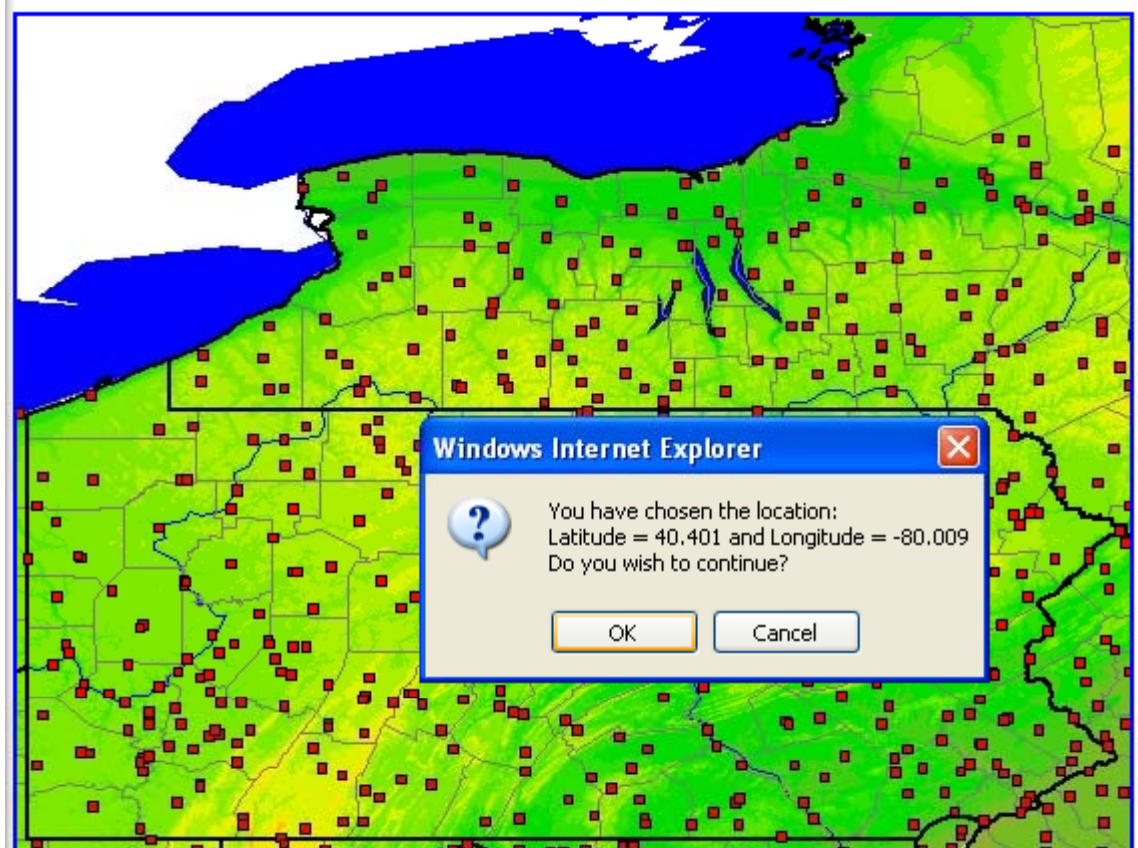 Windows Internet Explorer
You have chosen the location:
Latitude = 40.401 and Longitude = -80.009
Do you wish to continue?
OK
Cancel